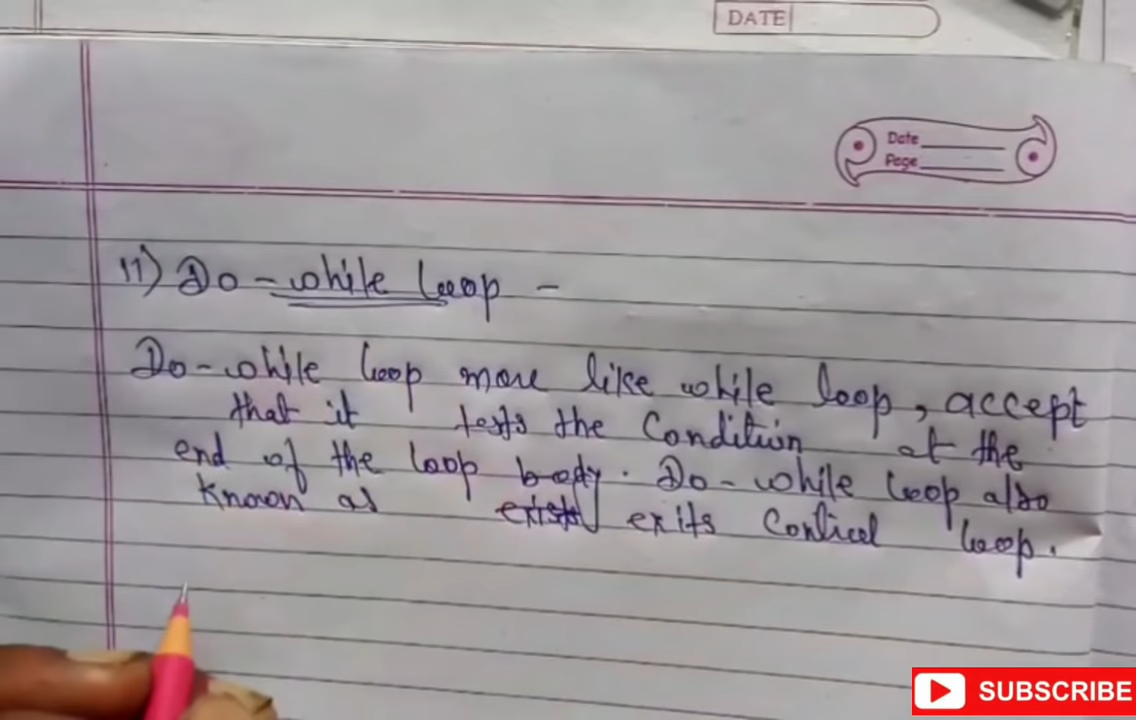 DATE
Date
Page
11) Do-while loop -
Do-while loop more like while loop, accept
that it tests the Condition at the
end of the loop body. Do-while loop also
known as exits Contical loop.
SUBSCRIBE